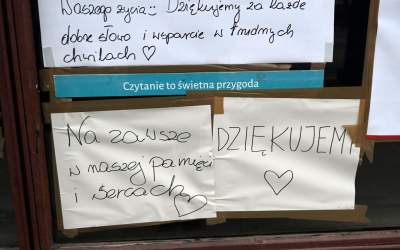 Waszego życia :) Dziękujemy za każde
dobre słowo i wsparcie w trudnych
chwilach ♡
Czytanie to świetna przygoda
Na zawsze
w naszej pamięci
i sercach ♡
DZIĘKUJEMY
♡